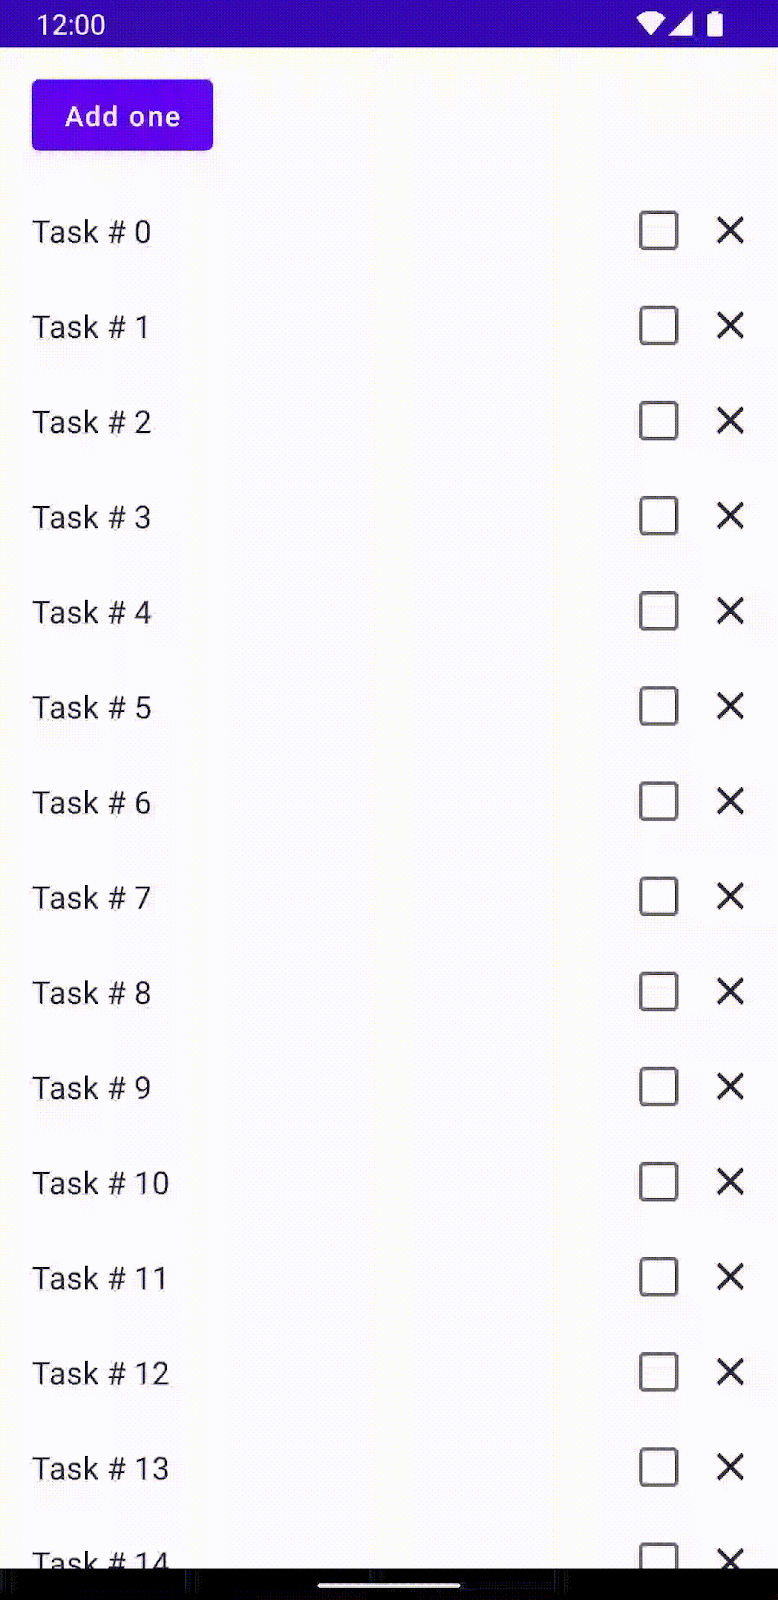 12:00
Add one
Task # 0
Task # 1
Task # 2
Task # 3
Task # 4
Task # 5
Task # 6
Task # 7
Task # 8
Task # 9
Task # 10
Task # 11
Task # 12
Task # 13
Task # 14